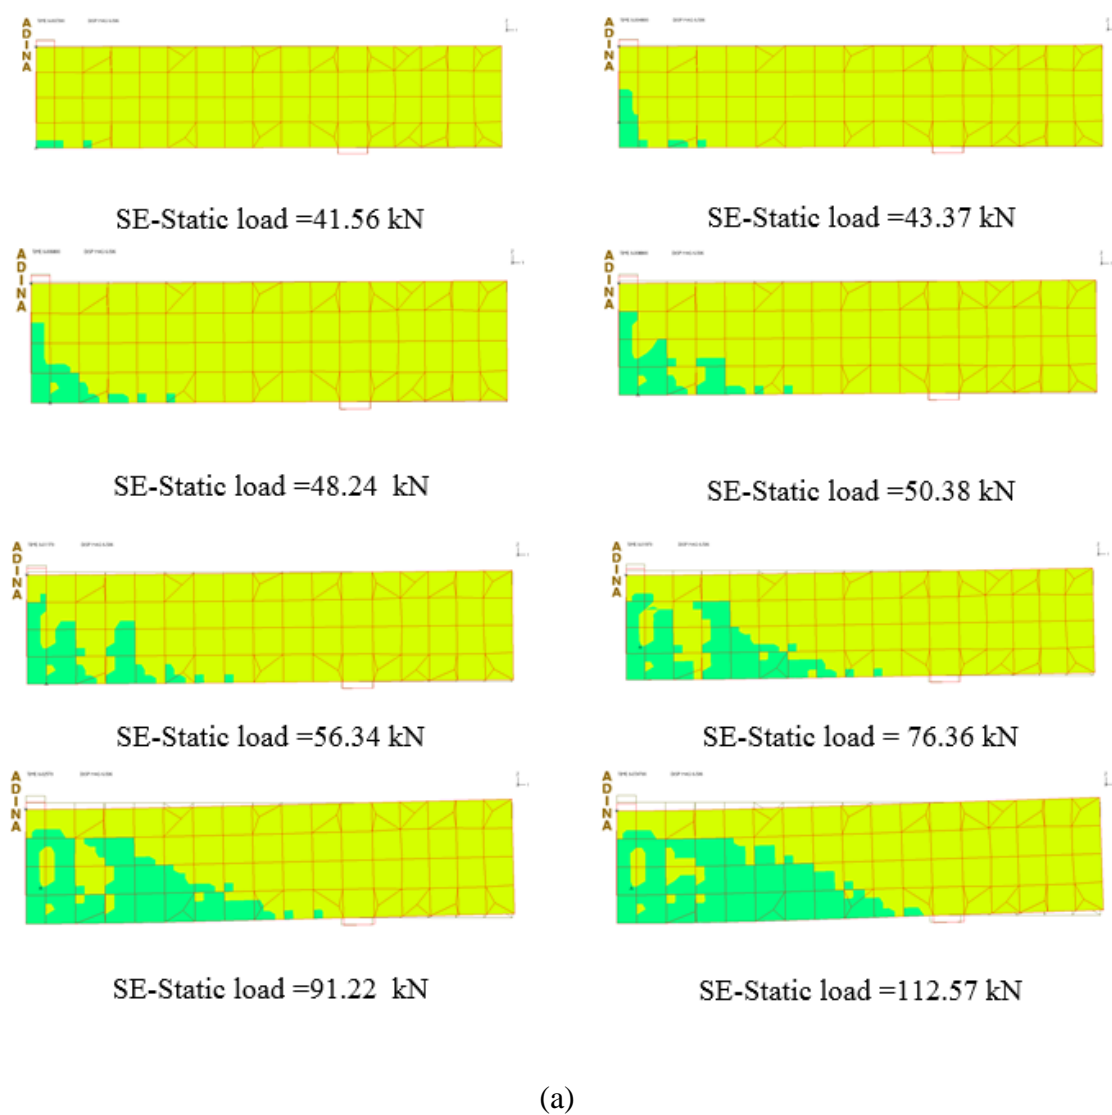 ADINA
ADINA
SE-Static load =41.56 kN
SE-Static load =43.37 kN
ADINA
ADINA
SE-Static load =48.24 kN
SE-Static load =50.38 kN
ADINA
ADINA
SE-Static load =56.34 kN
SE-Static load = 76.36 kN
ADINA
ADINA
SE-Static load =91.22 kN
SE-Static load =112.57 kN
(a)